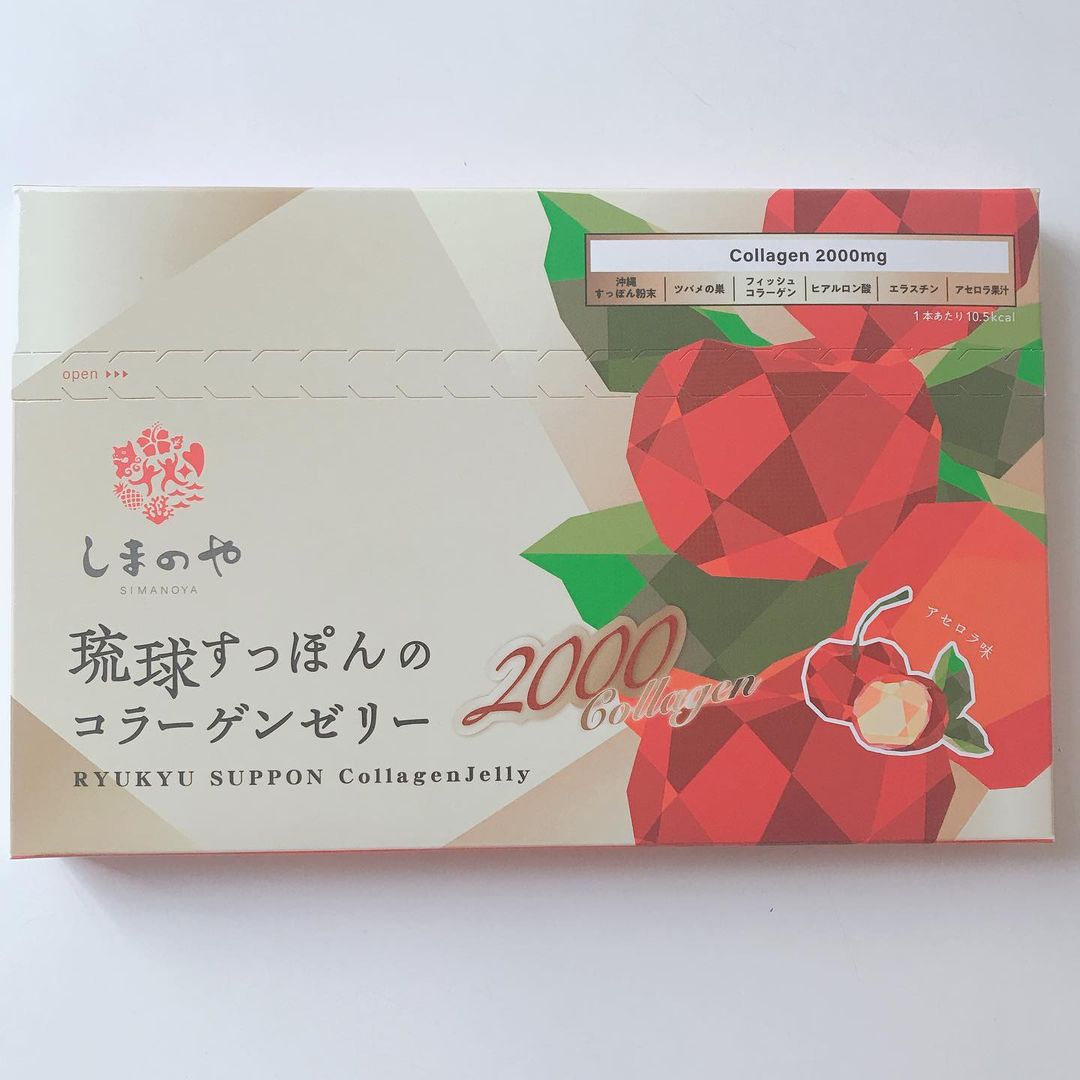 Collagen 2000mg
沖縄
すっぽん粉末
ツバメの巣
フィッシュ
コラーゲン
ヒアルロン酸
エラスチン
アセロラ果汁
1本あたり10.5kcal
open
しまのや
SIMANOYA
琉球すっぽんの
コラーゲンゼリー
2000
Collagen
アセロラ味
RYUKYU SUPPON CollagenJelly